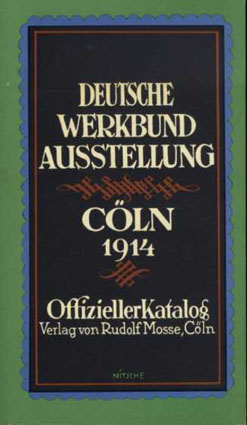 DEUTSCHE
WERKBUND
AUSSTELLUNG
CÖLN
1914
Offizieller Katalog
Verlag von Rudolf Mosse, Cöln
NITSCHE